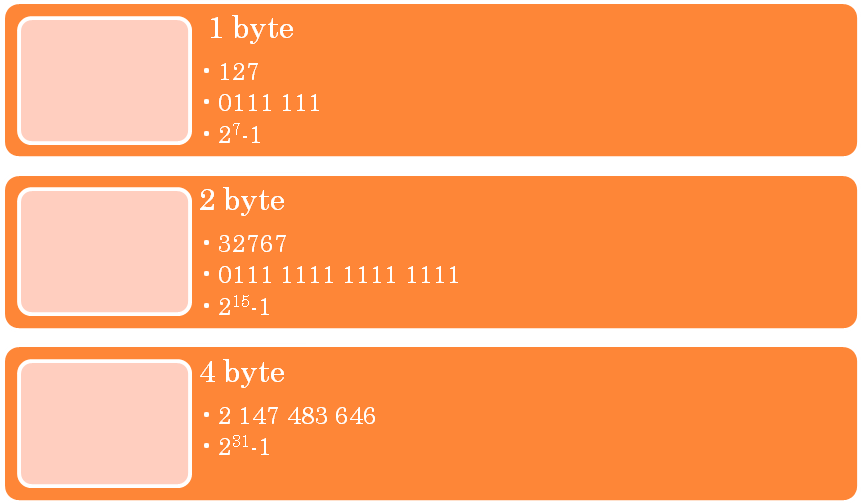 1 byte
• 127
• 0111 111
• 2⁷-1
2 byte
• 32767
• 0111 1111 1111 1111
• 2¹⁵-1
4 byte
• 2 147 483 646
• 2³¹-1